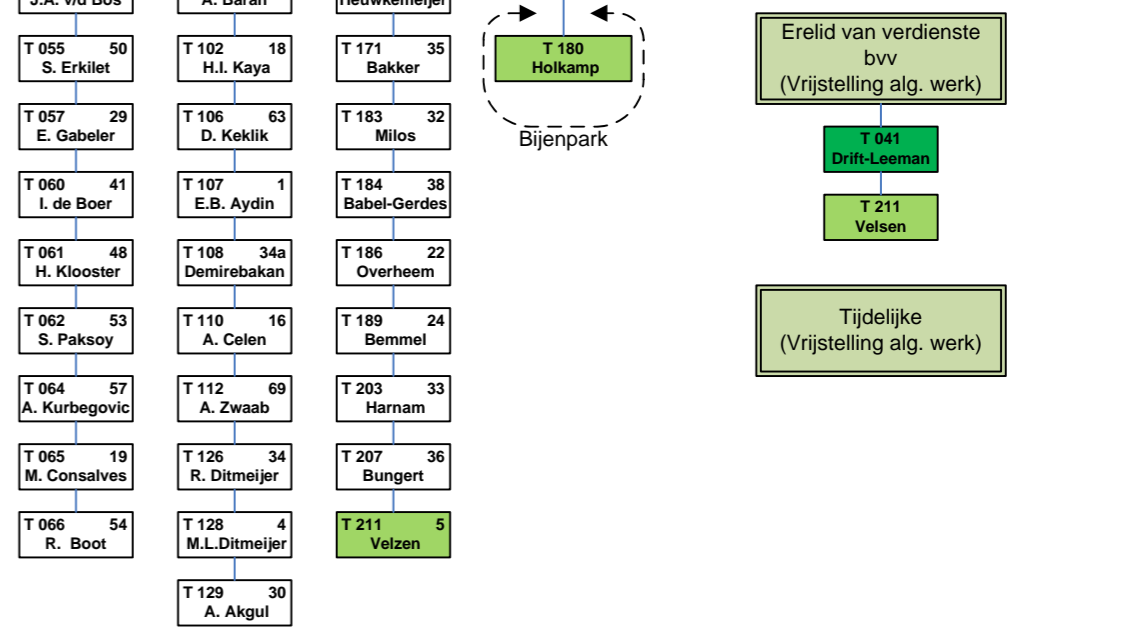 J.A. v/d Bos
T 055 50
S. Erkilet
T 057 29
E. Gabeler
T 060 41
I. de Boer
T 061 48
H. Klooster
T 062 53
S. Paksoy
T 064 57
A. Kurbegovic
T 065 19
M. Consalves
T 066 54
R. Boot
A. Baran
T 102 18
H.I. Kaya
T 106 63
D. Keklik
T 107 1
E.B. Aydin
T 108 34a
Demirebakan
T 110 16
A. Celen
T 112 69
A. Zwaab
T 126 34
R. Ditmeijer
T 128 4
M.L.Ditmeijer
T 129 30
A. Akgul
T 171 35
Bakker
T 183 32
Milos
T 184 38
Babel-Gerdes
T 186 22
Overheem
T 189 24
Bemmel
T 203 33
Harnam
T 207 36
Bungert
T 211 5
Velzen
T 180
Holkamp
Bijenpark
Erelid van verdienste
bvv
(Vrijstelling alg. werk)
T 041
Drift-Leeman
T 211
Velsen
Tijdelijke
(Vrijstelling alg. werk)